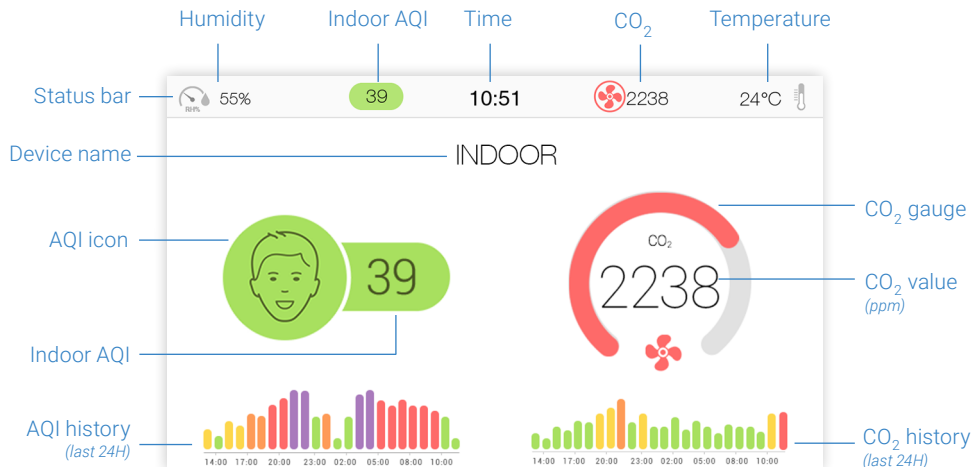 Humidity
Indoor AQI
Time
CO2
Temperature
Status bar
RH%
55%
39
10:51
2238
24°C
Device name
INDOOR
AQI icon
39
Indoor AQI
CO2
2238
CO2 gauge
CO2 value
(ppm)
AQI history
(last 24H)
14:00 17:00 20:00 23:00 02:00 05:00 08:00 10:00
14:00 17:00 20:00 23:00 02:00 05:00 07:00 10:00
CO2 history
(last 24H)